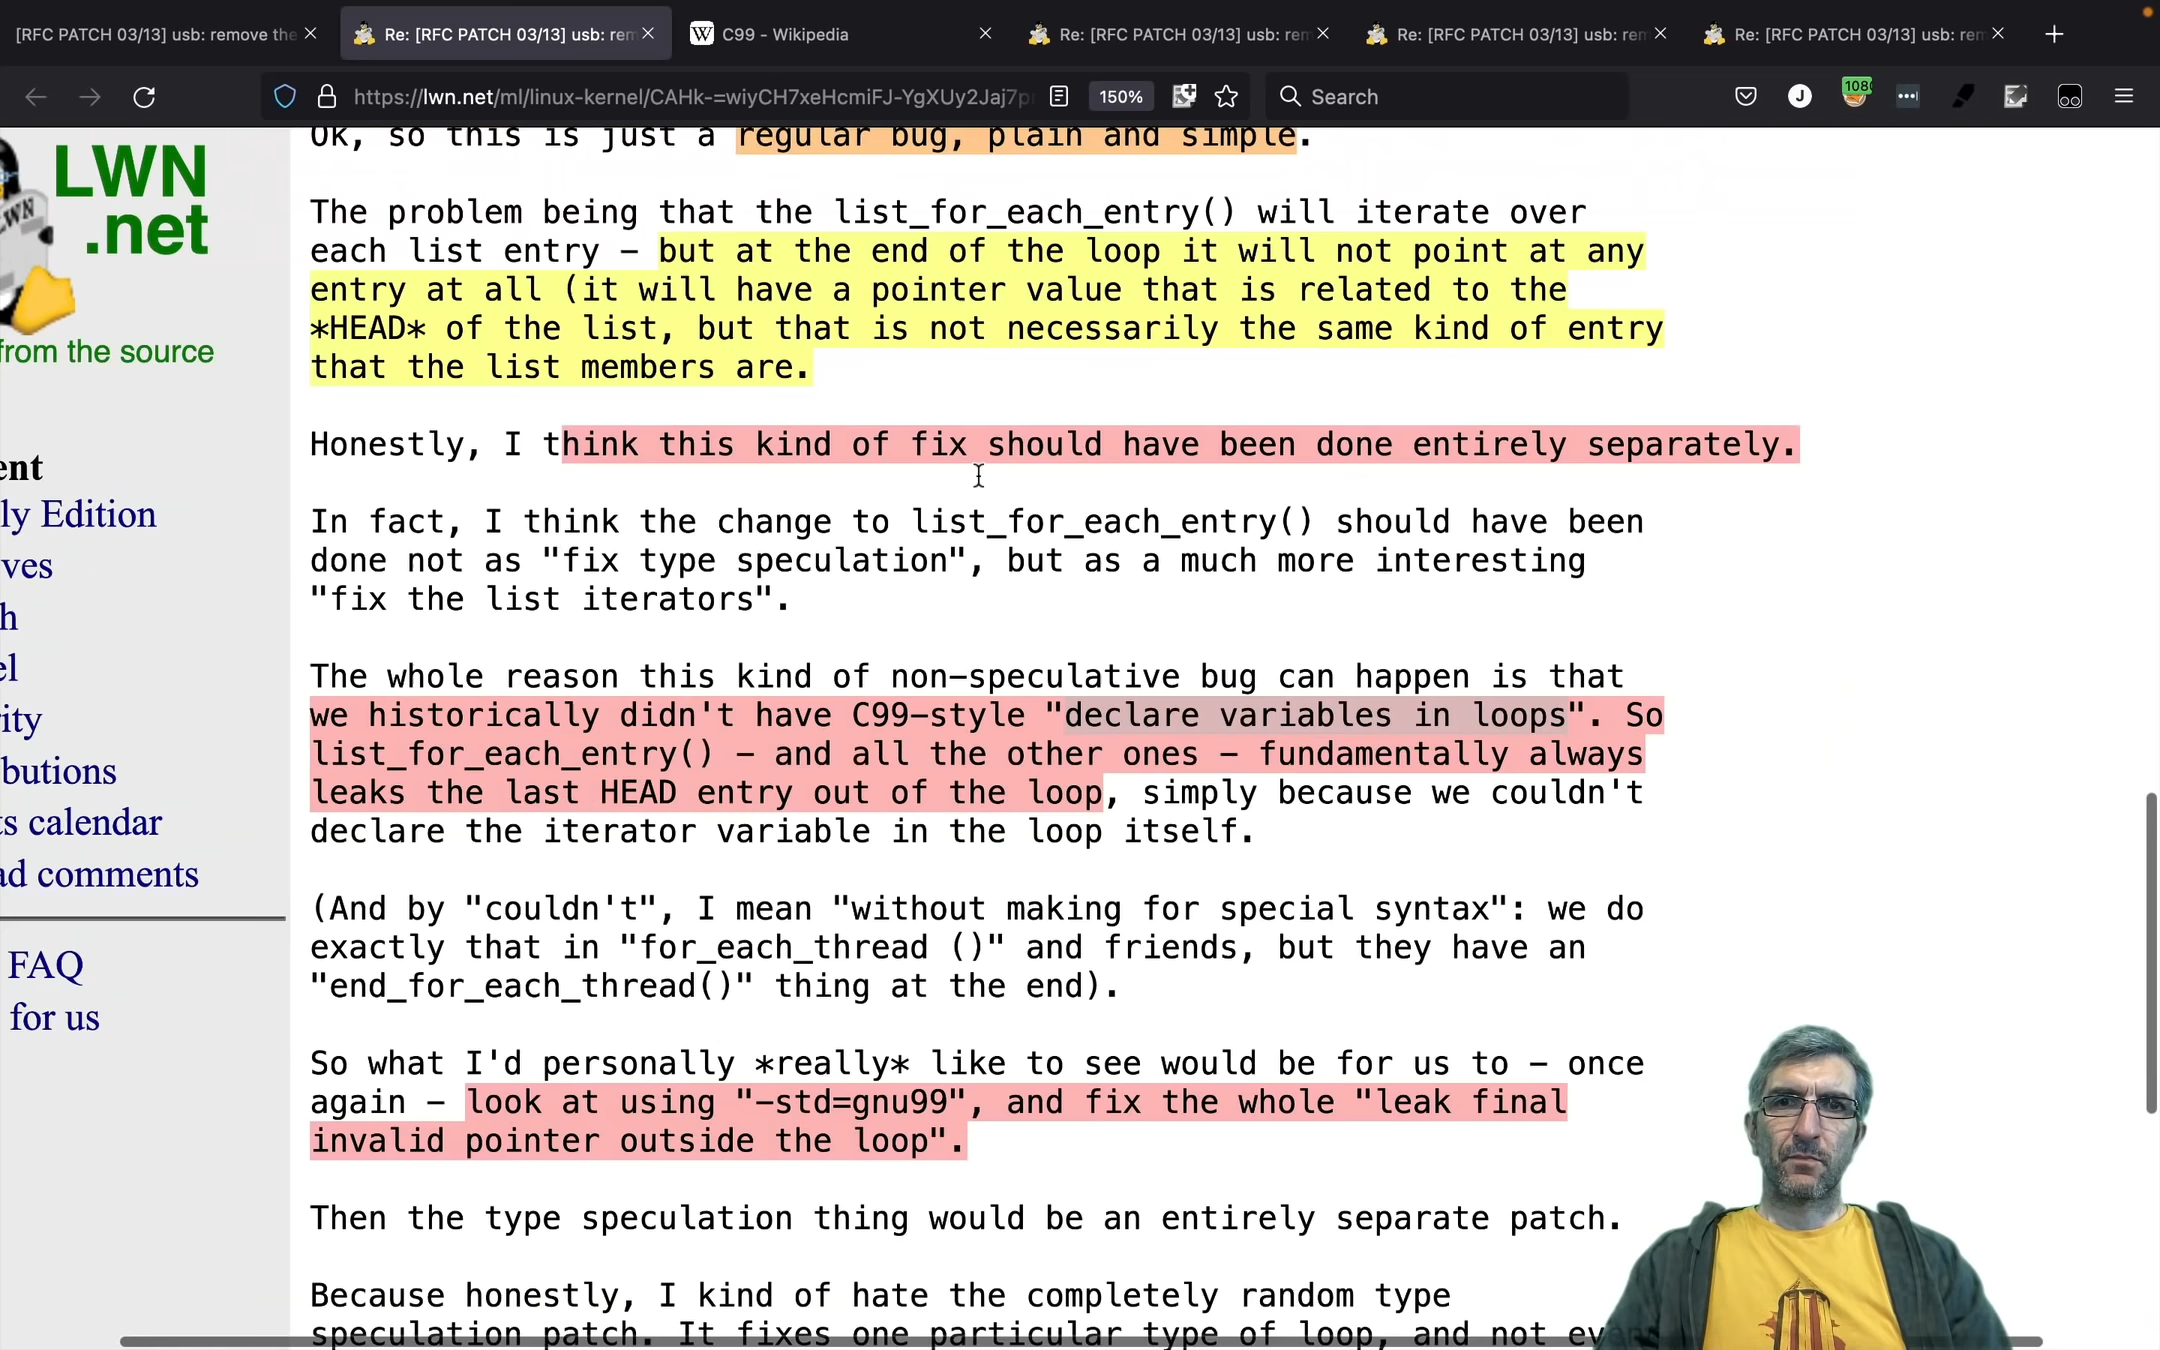 [RFC PATCH 03/13] usb: remove the
Re: [RFC PATCH 03/13] usb: rem
C99 - Wikipedia
Re: [RFC PATCH 03/13] usb: rem
Re: [RFC PATCH 03/13] usb: rem
Re: [RFC PATCH 03/13] usb: rem
https://lwn.net/ml/linux-kernel/CAHk-=wiyCH7xeHcmiFJ-YgXUy2Jaj7p
150%
Search
LWN
.net
from the source
ent
ly Edition
ves
h
el
rity
butions
ts calendar
ad comments
FAQ
for us
Ok, so this is just a regular bug, plain and simple.
The problem being that the list_for_each_entry() will iterate over
each list entry - but at the end of the loop it will not point at any
entry at all (it will have a pointer value that is related to the
*HEAD* of the list, but that is not necessarily the same kind of entry
that the list members are.
Honestly, I think this kind of fix should have been done entirely separately.
In fact, I think the change to list_for_each_entry() should have been
done not as "fix type speculation", but as a much more interesting
"fix the list iterators".
The whole reason this kind of non-speculative bug can happen is that
we historically didn't have C99-style "declare variables in loops". So
list_for_each_entry() - and all the other ones - fundamentally always
leaks the last HEAD entry out of the loop, simply because we couldn't
declare the iterator variable in the loop itself.
(And by "couldn't", I mean "without making for special syntax": we do
exactly that in "for_each_thread ()" and friends, but they have an
"end_for_each_thread()" thing at the end).
So what I'd personally *really* like to see would be for us to - once
again - look at using "-std=gnu99", and fix the whole "leak final
invalid pointer outside the loop".
Then the type speculation thing would be an entirely separate patch.
Because honestly, I kind of hate the completely random type
speculation patch. It fixes one particular type of loop, and not ev